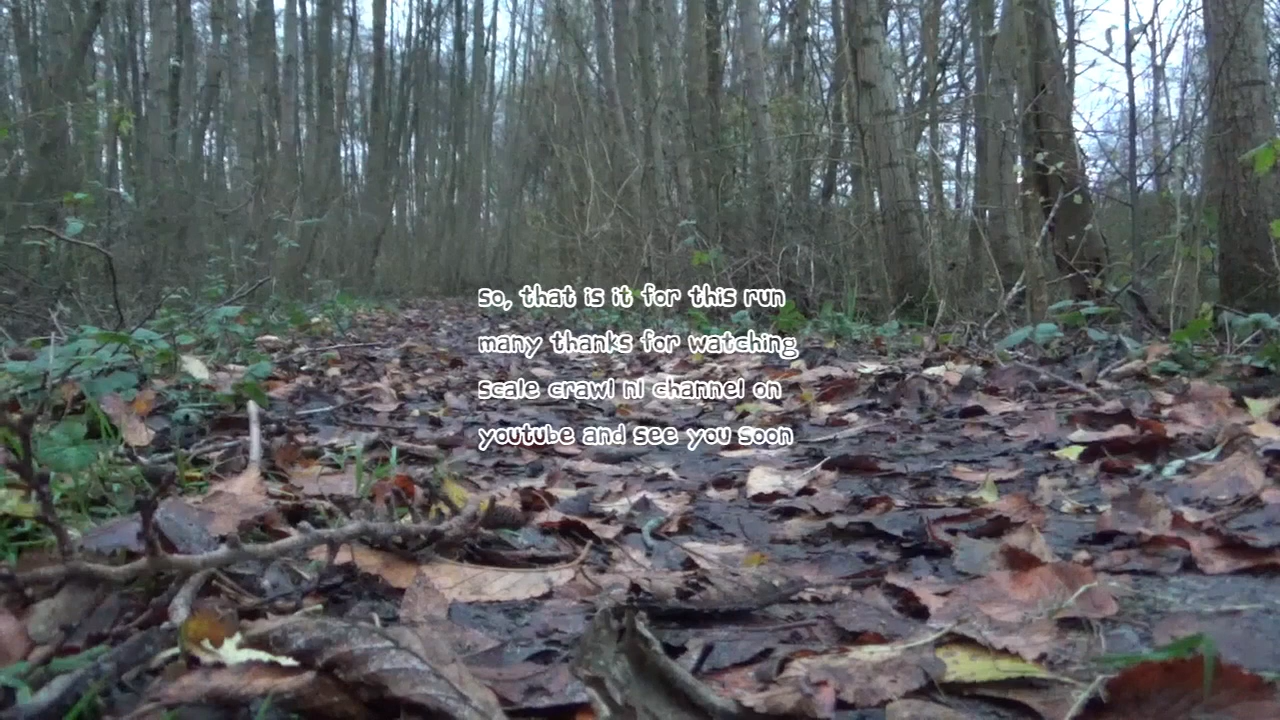 so, that is it for this run
many thanks for watching
scale crawl nl channel on
youtube and see you soon